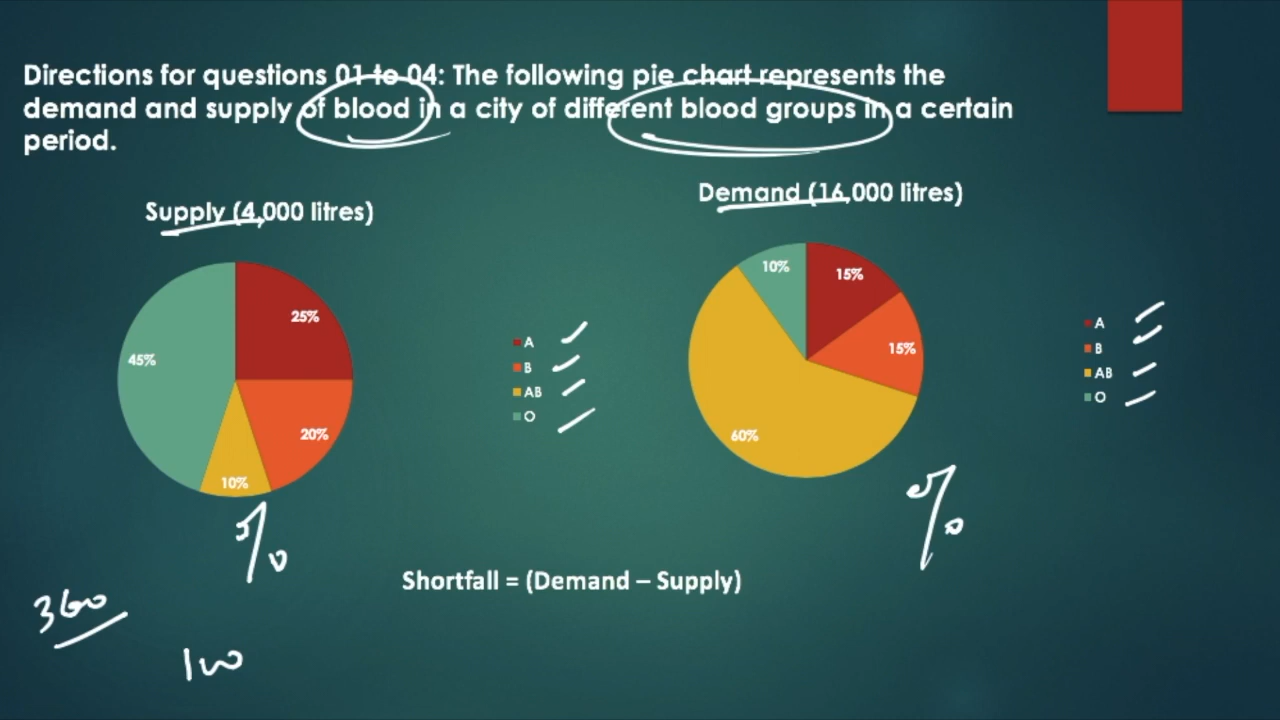 Directions for questions 01 to 04: The following pie chart represents the
demand and supply of blood in a city of different blood groups in a certain
period.
Supply (4,000 litres)
25%
20%
10%
45%
A
B
AB
O
Demand (16,000 litres)
15%
15%
60%
10%
A
B
AB
O
%
%
Shortfall = (Demand – Supply)
360
100